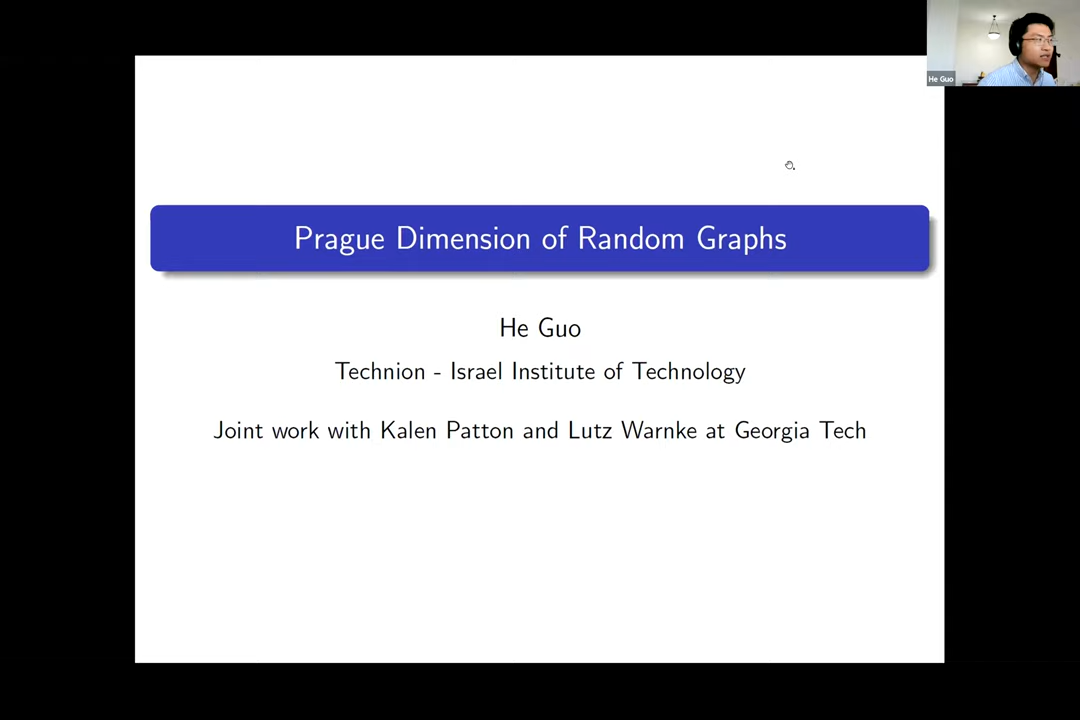 He Guo
Prague Dimension of Random Graphs
He Guo
Technion - Israel Institute of Technology
Joint work with Kalen Patton and Lutz Warnke at Georgia Tech